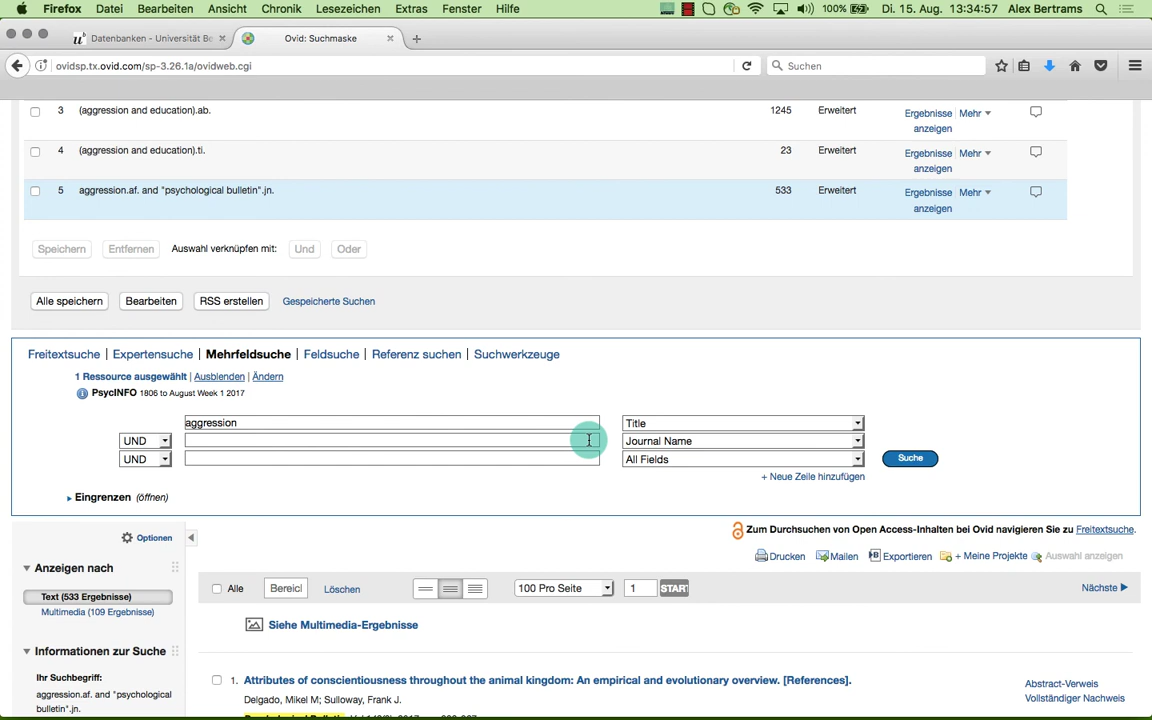 Firefox Datei Bearbeiten Ansicht Chronik Lesezeichen Extras Fenster Hilfe 100% Di. 15. Aug. 13:34:57 Alex Bertrams
Datenbanken - Universität Be Ovid: Suchmaske
ovidsp.tx.ovid.com/sp-3.26.1a/ovidweb.cgi Suchen
3 (aggression and education).ab. 1245 Erweitert Ergebnisse Mehr
anzeigen
4 (aggression and education).ti. 23 Erweitert Ergebnisse Mehr
anzeigen
5 aggression.af. and "psychological bulletin".jn. 533 Erweitert Ergebnisse Mehr
anzeigen
Speichern Entfernen Auswahl verknüpfen mit: Und Oder
Alle speichern Bearbeiten RSS erstellen Gespeicherte Suchen
Freitextsuche | Expertensuche | Mehrfeldsuche | Feldsuche | Referenz suchen | Suchwerkzeuge
1 Ressource ausgewählt | Ausblenden | Ändern
PsycINFO 1806 to August Week 1 2017
aggression Title
UND Journal Name
UND All Fields Suche
+ Neue Zeile hinzufügen
Eingrenzen (öffnen)
Zum Durchsuchen von Open Access-Inhalten bei Ovid navigieren Sie zu Freitextsuche.
Optionen
Drucken Mailen Exportieren + Meine Projekte Auswahl anzeigen
Anzeigen nach
Alle Bereicl Löschen 100 Pro Seite 1 START Nächste
Text (533 Ergebnisse)
Multimedia (109 Ergebnisse)
Siehe Multimedia-Ergebnisse
Informationen zur Suche
Ihr Suchbegriff:
aggression.af. and "psychological
bulletin".jn.
1. Attributes of conscientiousness throughout the animal kingdom: An empirical and evolutionary overview. [References].
Delgado, Mikel M; Sulloway, Frank J.
Abstract-Verweis
Vollständiger Nachweis